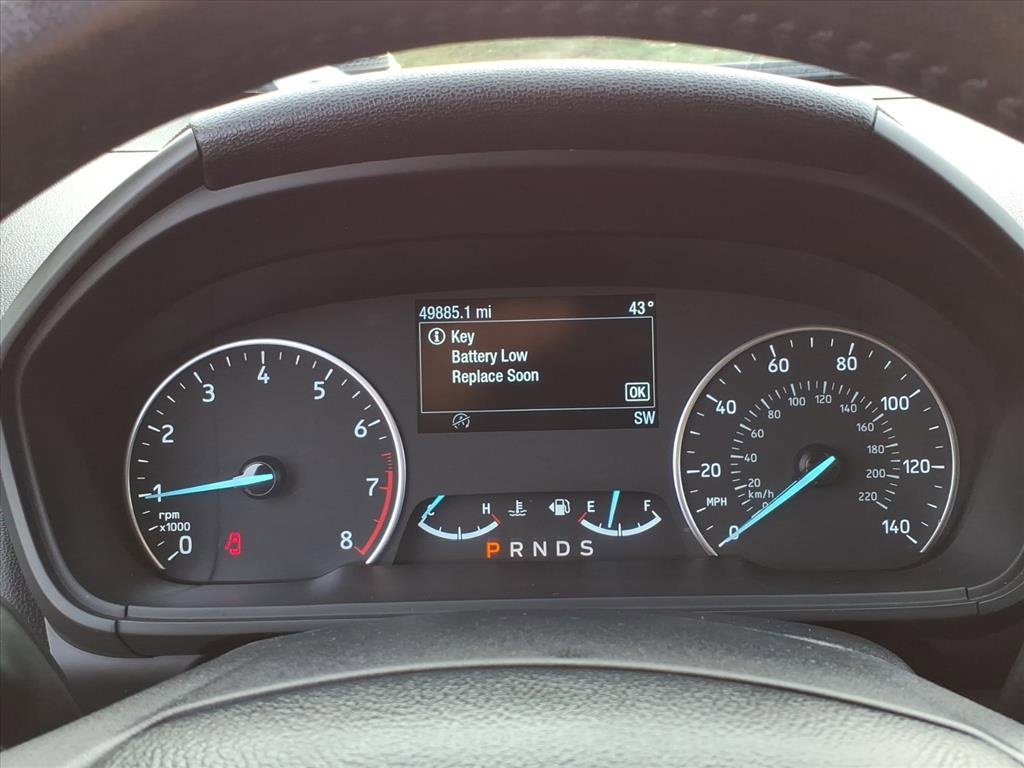 49885.1 mi 43°
i Key
Battery Low
Replace Soon
OK
SW
0 1 2 3 4 5 6 7 8
rpm
x1000
C H E F
P R N D S
0 20 40 60 80 100 120 140
MPH
20 40 60 80 100 120 140 160 180 200 220
km/h